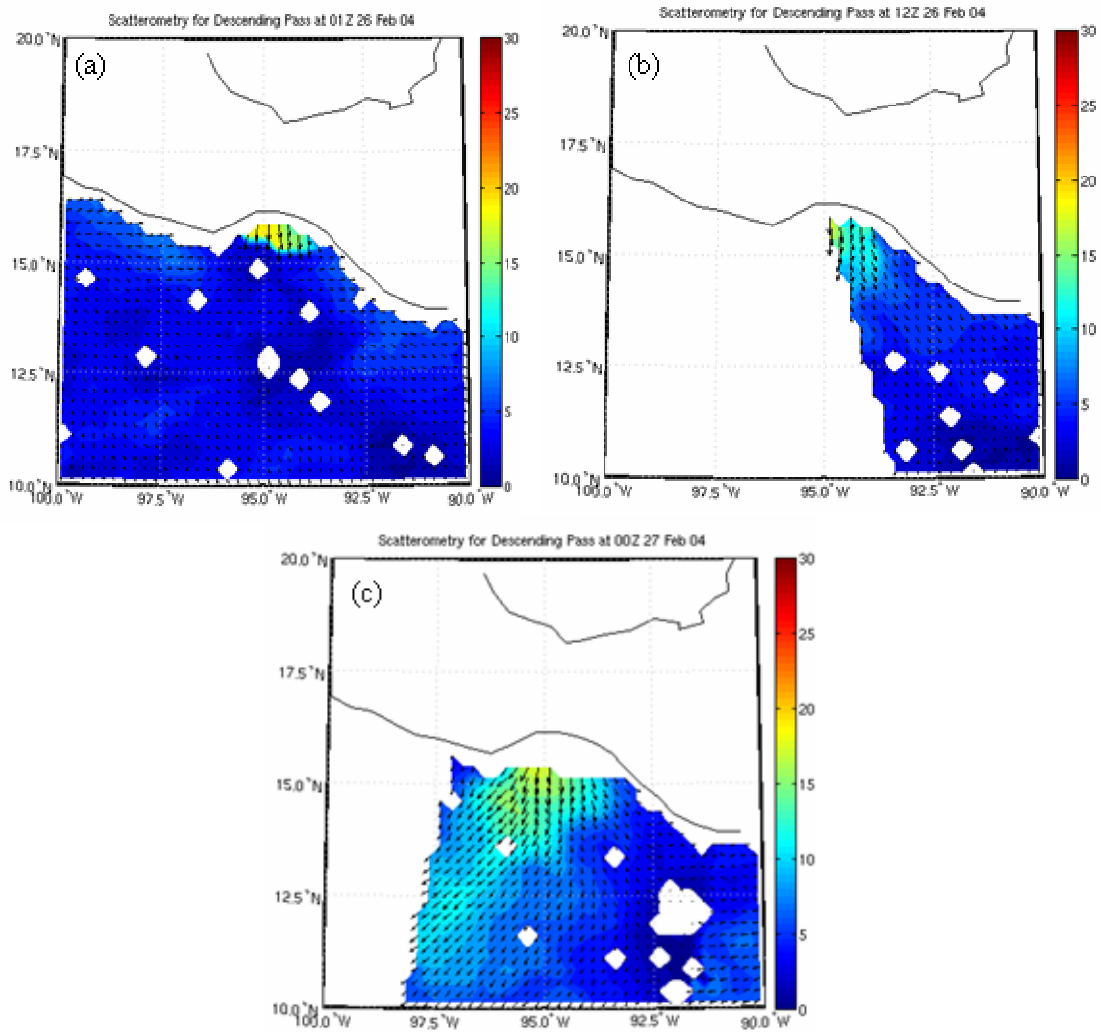 Scatterometry for Descending Pass at 01Z 26 Feb 04
(a)
20.0°N
17.5°N
15.0°N
12.5°N
10.0°N
100.0°W
97.5°W
95.0°W
92.5°W
90.0°W
30
25
20
15
10
5
0
Scatterometry for Descending Pass at 12Z 26 Feb 04
(b)
20.0°N
17.5°N
15.0°N
12.5°N
10.0°N
100.0°W
97.5°W
95.0°W
92.5°W
90.0°W
30
25
20
15
10
5
0
Scatterometry for Descending Pass at 00Z 27 Feb 04
(c)
20.0°N
17.5°N
15.0°N
12.5°N
10.0°N
100.0°W
97.5°W
95.0°W
92.5°W
90.0°W
30
25
20
15
10
5
0